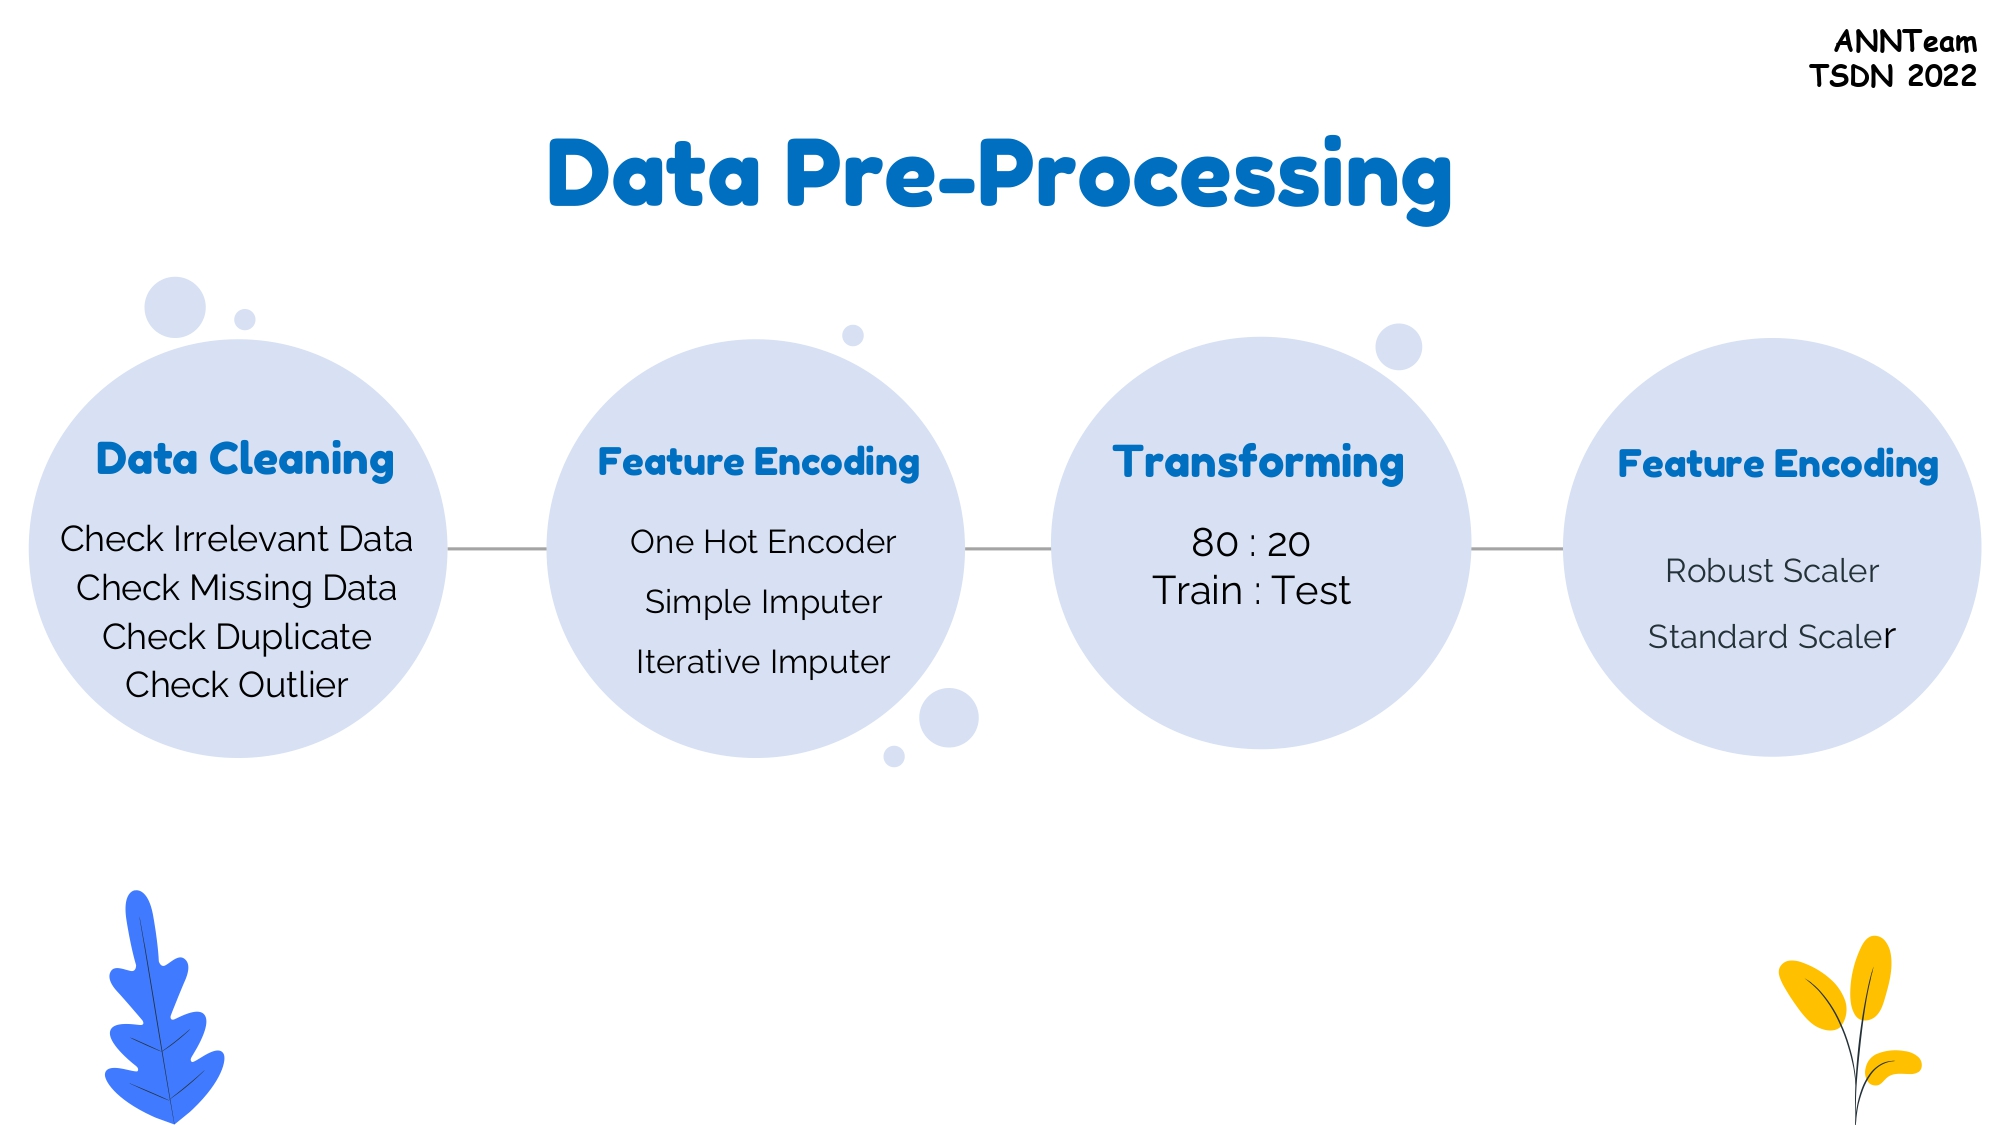 ANNTeam
TSDN 2022
Data Pre-Processing
Data Cleaning
Check Irrelevant Data
Check Missing Data
Check Duplicate
Check Outlier
Feature Encoding
One Hot Encoder
Simple Imputer
Iterative Imputer
Transforming
80 : 20
Train : Test
Feature Encoding
Robust Scaler
Standard Scaler